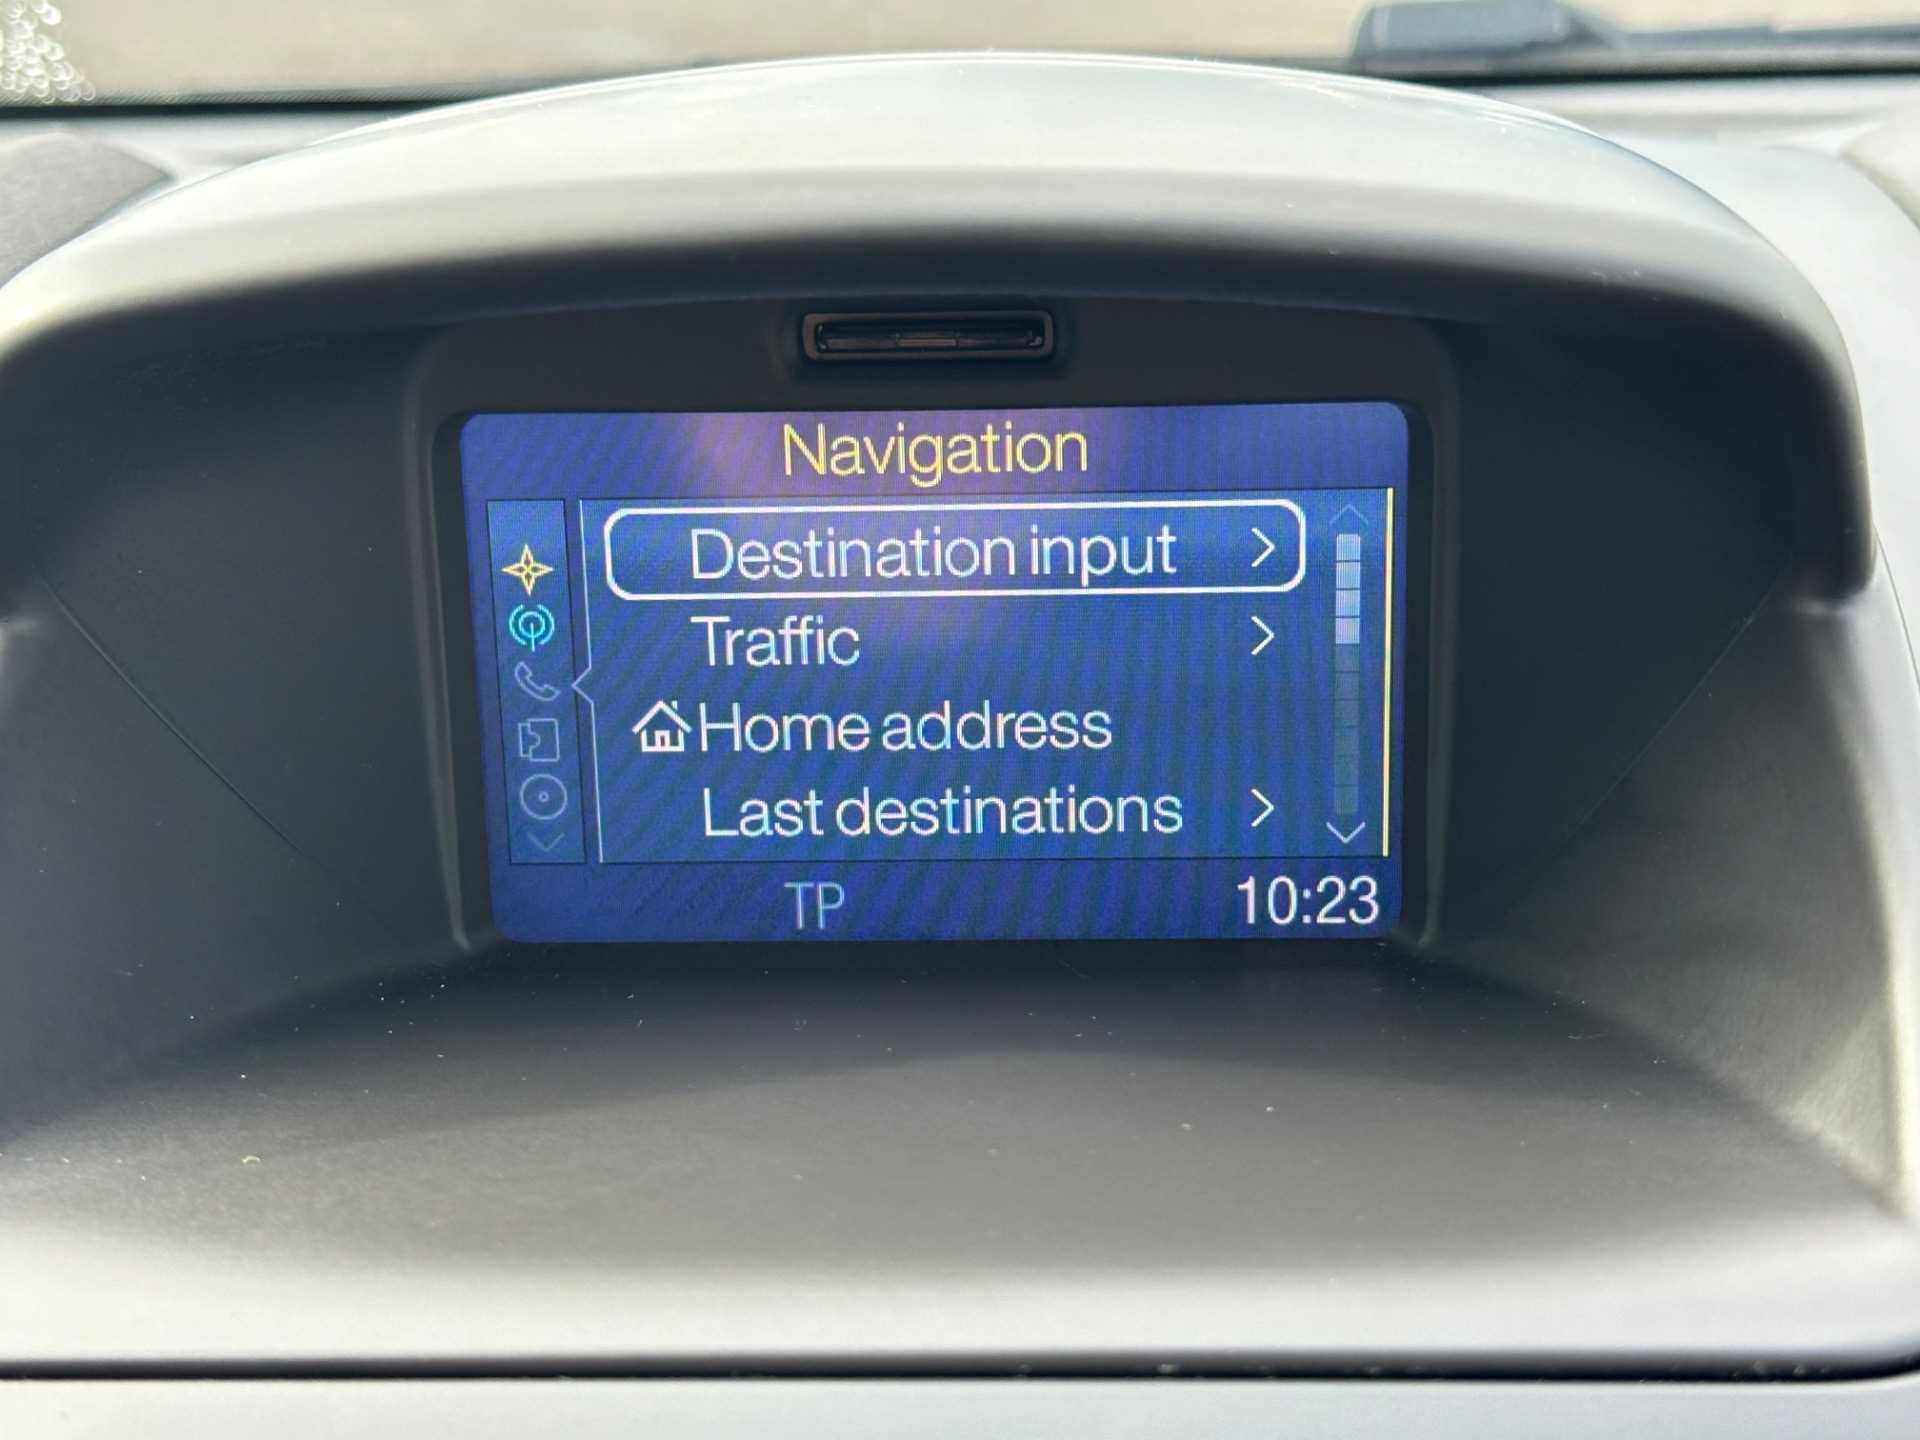 Navigation
Destination input
Traffic
Home address
Last destinations
TP 10:23